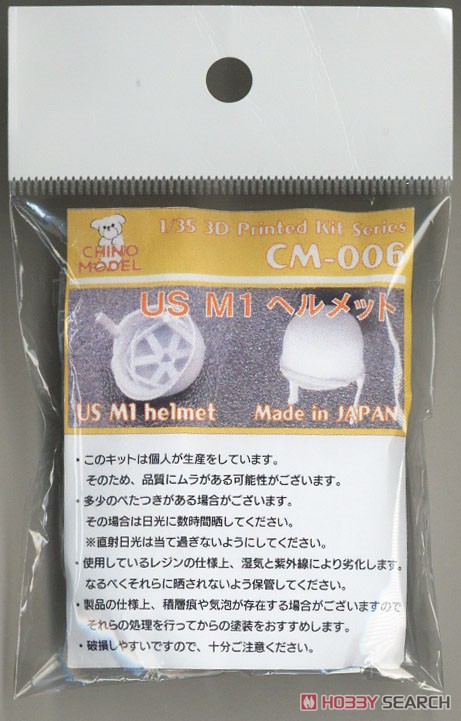 1/35 3D Printed Kit Series
CHINO
MODEL
CM-006
US M1 ヘルメット
US M1 helmet
Made in JAPAN
・このキットは個人が生産をしています。
そのため、品質にムラがある可能性がございます。
・多少のべたつきがある場合がございます。
その場合は日光に数時間晒してください。
※直射日光は当て過ぎないようにしてください。
・使用しているレジンの仕様上、湿気と紫外線により劣化します。
なるべくそれらに晒されないよう保管してください。
・製品の仕様上、積層痕や気泡が存在する場合がございますので
それらの処理を行ってからの塗装をおすすめします。
・破損しやすいですので、十分ご注意ください。
HOBBY SEARCH